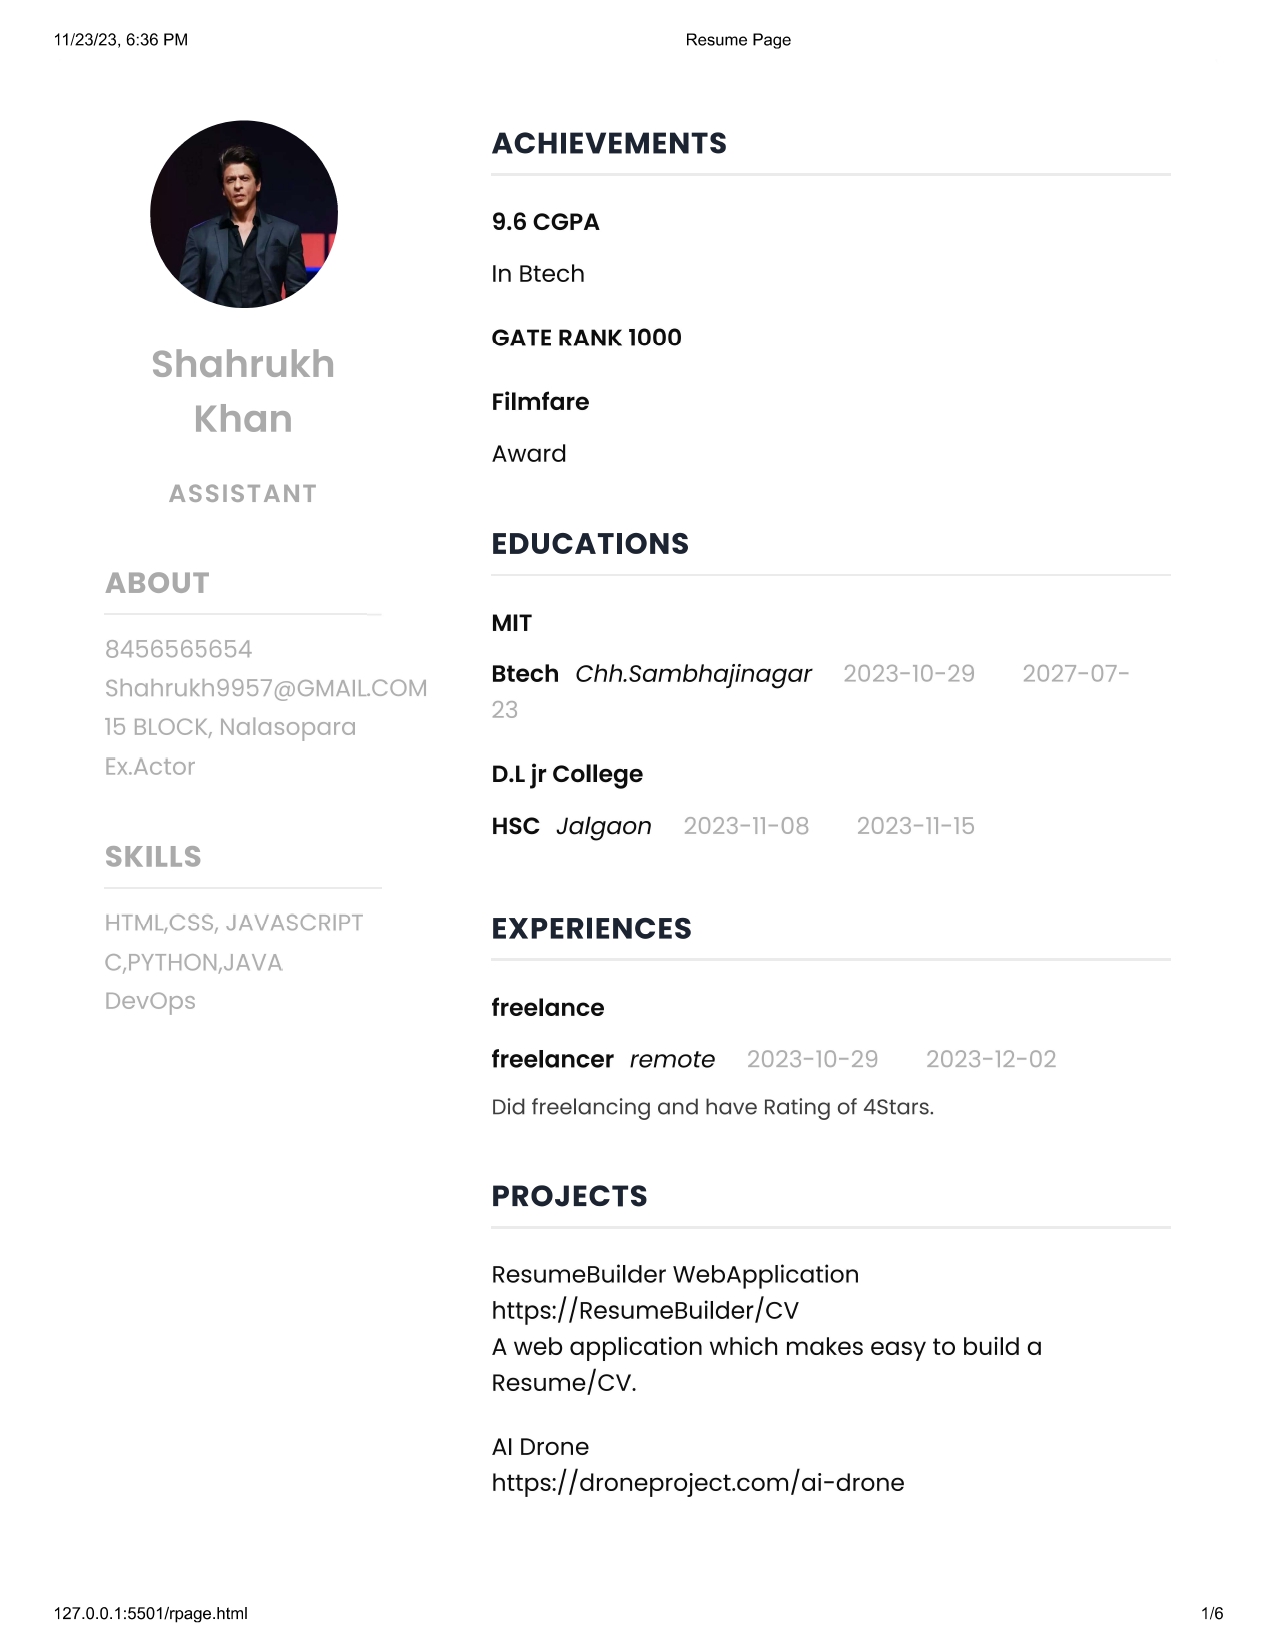 11/23/23, 6:36 PM
Resume Page
Shahrukh
Khan
ASSISTANT
ABOUT
8456565654
Shahrukh9957@GMAIL.COM
15 BLOCK, Nalasopara
Ex.Actor
SKILLS
HTML,CSS, JAVASCRIPT
C,PYTHON,JAVA
DevOps
ACHIEVEMENTS
9.6 CGPA
In Btech
GATE RANK 1000
Filmfare
Award
EDUCATIONS
MIT
Btech Chh.Sambhajinagar 2023-10-29 2027-07-
23
D.L jr College
HSC Jalgaon 2023-11-08 2023-11-15
EXPERIENCES
freelance
freelancer remote 2023-10-29 2023-12-02
Did freelancing and have Rating of 4Stars.
PROJECTS
ResumeBuilder WebApplication
https://ResumeBuilder/CV
A web application which makes easy to build a
Resume/CV.
AI Drone
https://droneproject.com/ai-drone
127.0.0.1:5501/rpage.html
1/6